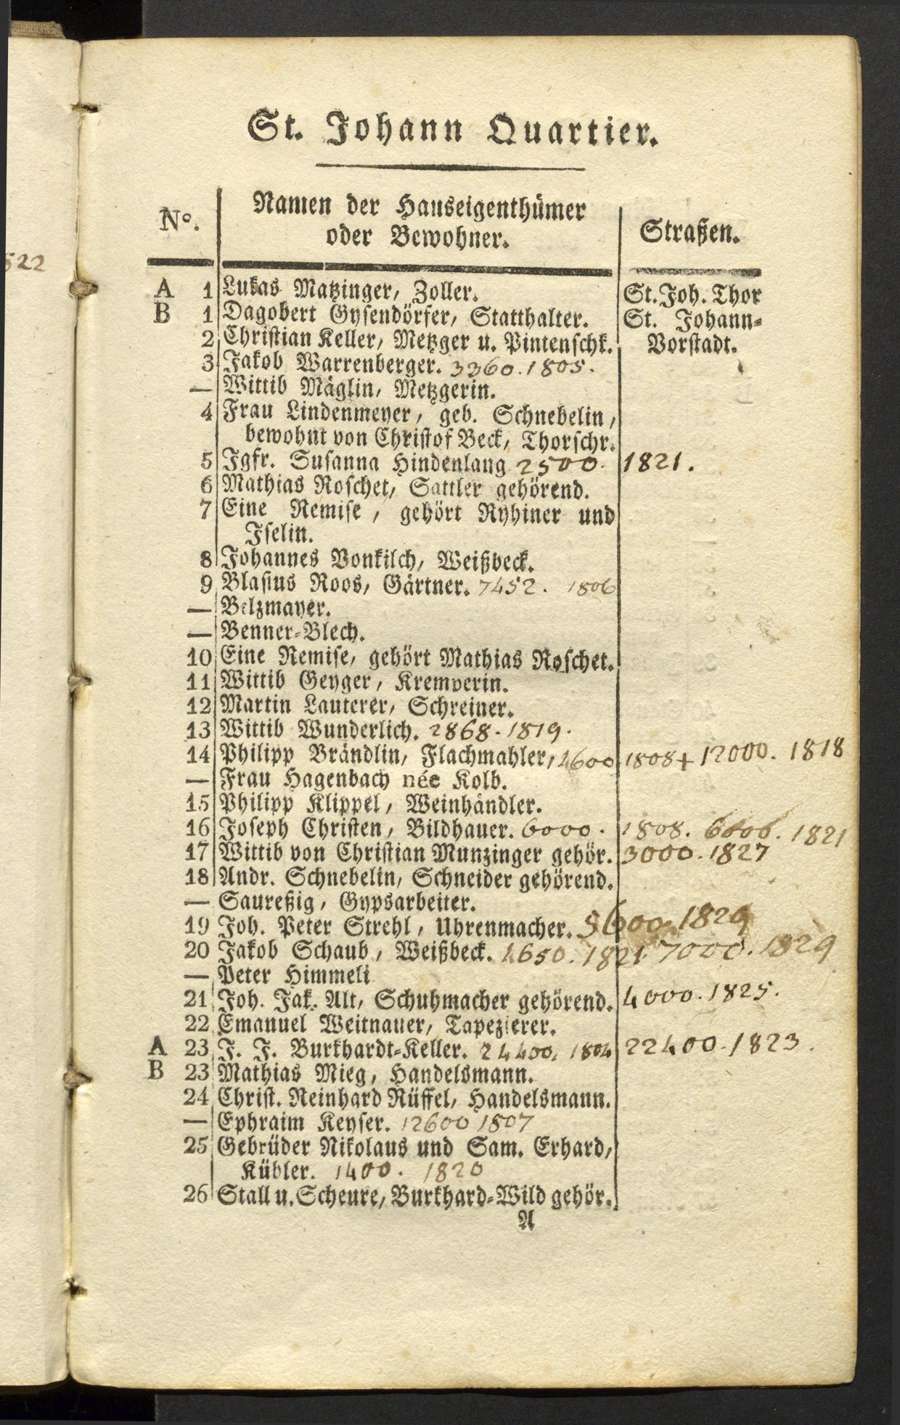 St. Johann Quartier.
No. Namen der Hauseigenthümer oder Bewohner. Straßen.
522
A 1 Lukas Matzinger, Zoller. St. Joh. Thor
B 1 Dagobert Gysendörfer, Statthalter. St. Johann-
2 Christian Keller, Metzger u. Pintenschk. Vorstadt.
3 Jakob Warrenberger. 3360. 1805.
— Wittib Mäglin, Metzgerin.
4 Frau Lindenmeyer, geb. Schnebelin,
bewohnt von Christof Beck, Thorschr.
5 Jgfr. Susanna Hindenlang 2500. 1821.
6 Mathias Roschet, Sattler gehörend.
7 Eine Remise, gehört Ryhiner und
Iselin.
8 Johannes Vonkilch, Weißbeck.
9 Blasius Roos, Gärtner. 7452. 1806
— Belzmayer.
— Benner-Blech.
10 Eine Remise, gehört Mathias Roschet.
11 Wittib Geyger, Kremperin.
12 Martin Lauterer, Schreiner.
13 Wittib Wunderlich. 2868. 1819.
14 Philipp Brändlin, Flachmahler, 1808 + 12000. 1818
— Frau Hagenbach née Kolb.
15 Philipp Klippel, Weinhändler.
16 Joseph Christen, Bildhauer. 6000. 1808. 6606. 1821
17 Wittib von Christian Munzinger gehör. 3000. 1827
18 Andr. Schnebelin, Schneider gehörend.
— Saureßig, Gypsarbeiter.
19 Joh. Peter Strehl, Uhrenmacher. 5600. 1829
20 Jakob Schaub, Weißbeck. 1650. 1821 7000. 1829
— Peter Himmeli
21 Joh. Jak. Alt, Schuhmacher gehörend. 4000. 1825.
22 Emanuel Weitnauer, Tapezierer.
A 23 J. J. Burkhardt-Keller. 24400. 1804 22400. 1823.
B 23 Mathias Mieg, Handelsmann.
24 Christ. Reinhard Rüffel, Handelsmann.
— Ephraim Keyser. 12600 1807
25 Gebrüder Nikolaus und Sam. Erhard,
Kübler. 1400. 1820
26 Stall u. Scheure, Burkhard-Wild gehör.
A